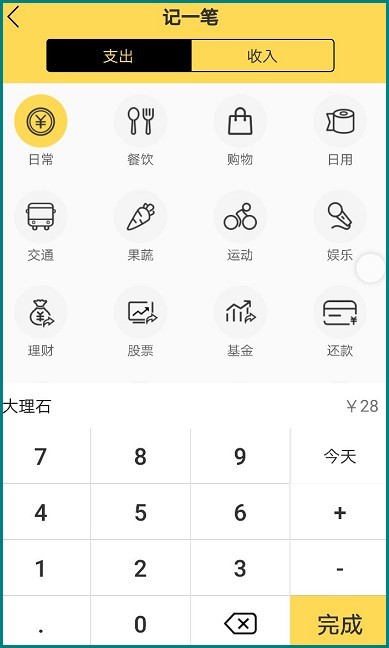 记一笔
支出 收入
日常 餐饮 购物 日用
交通 果蔬 运动 娱乐
理财 股票 基金 还款
大理石 ￥28
7 8 9 今天
4 5 6 +
1 2 3 -
. 0 完成